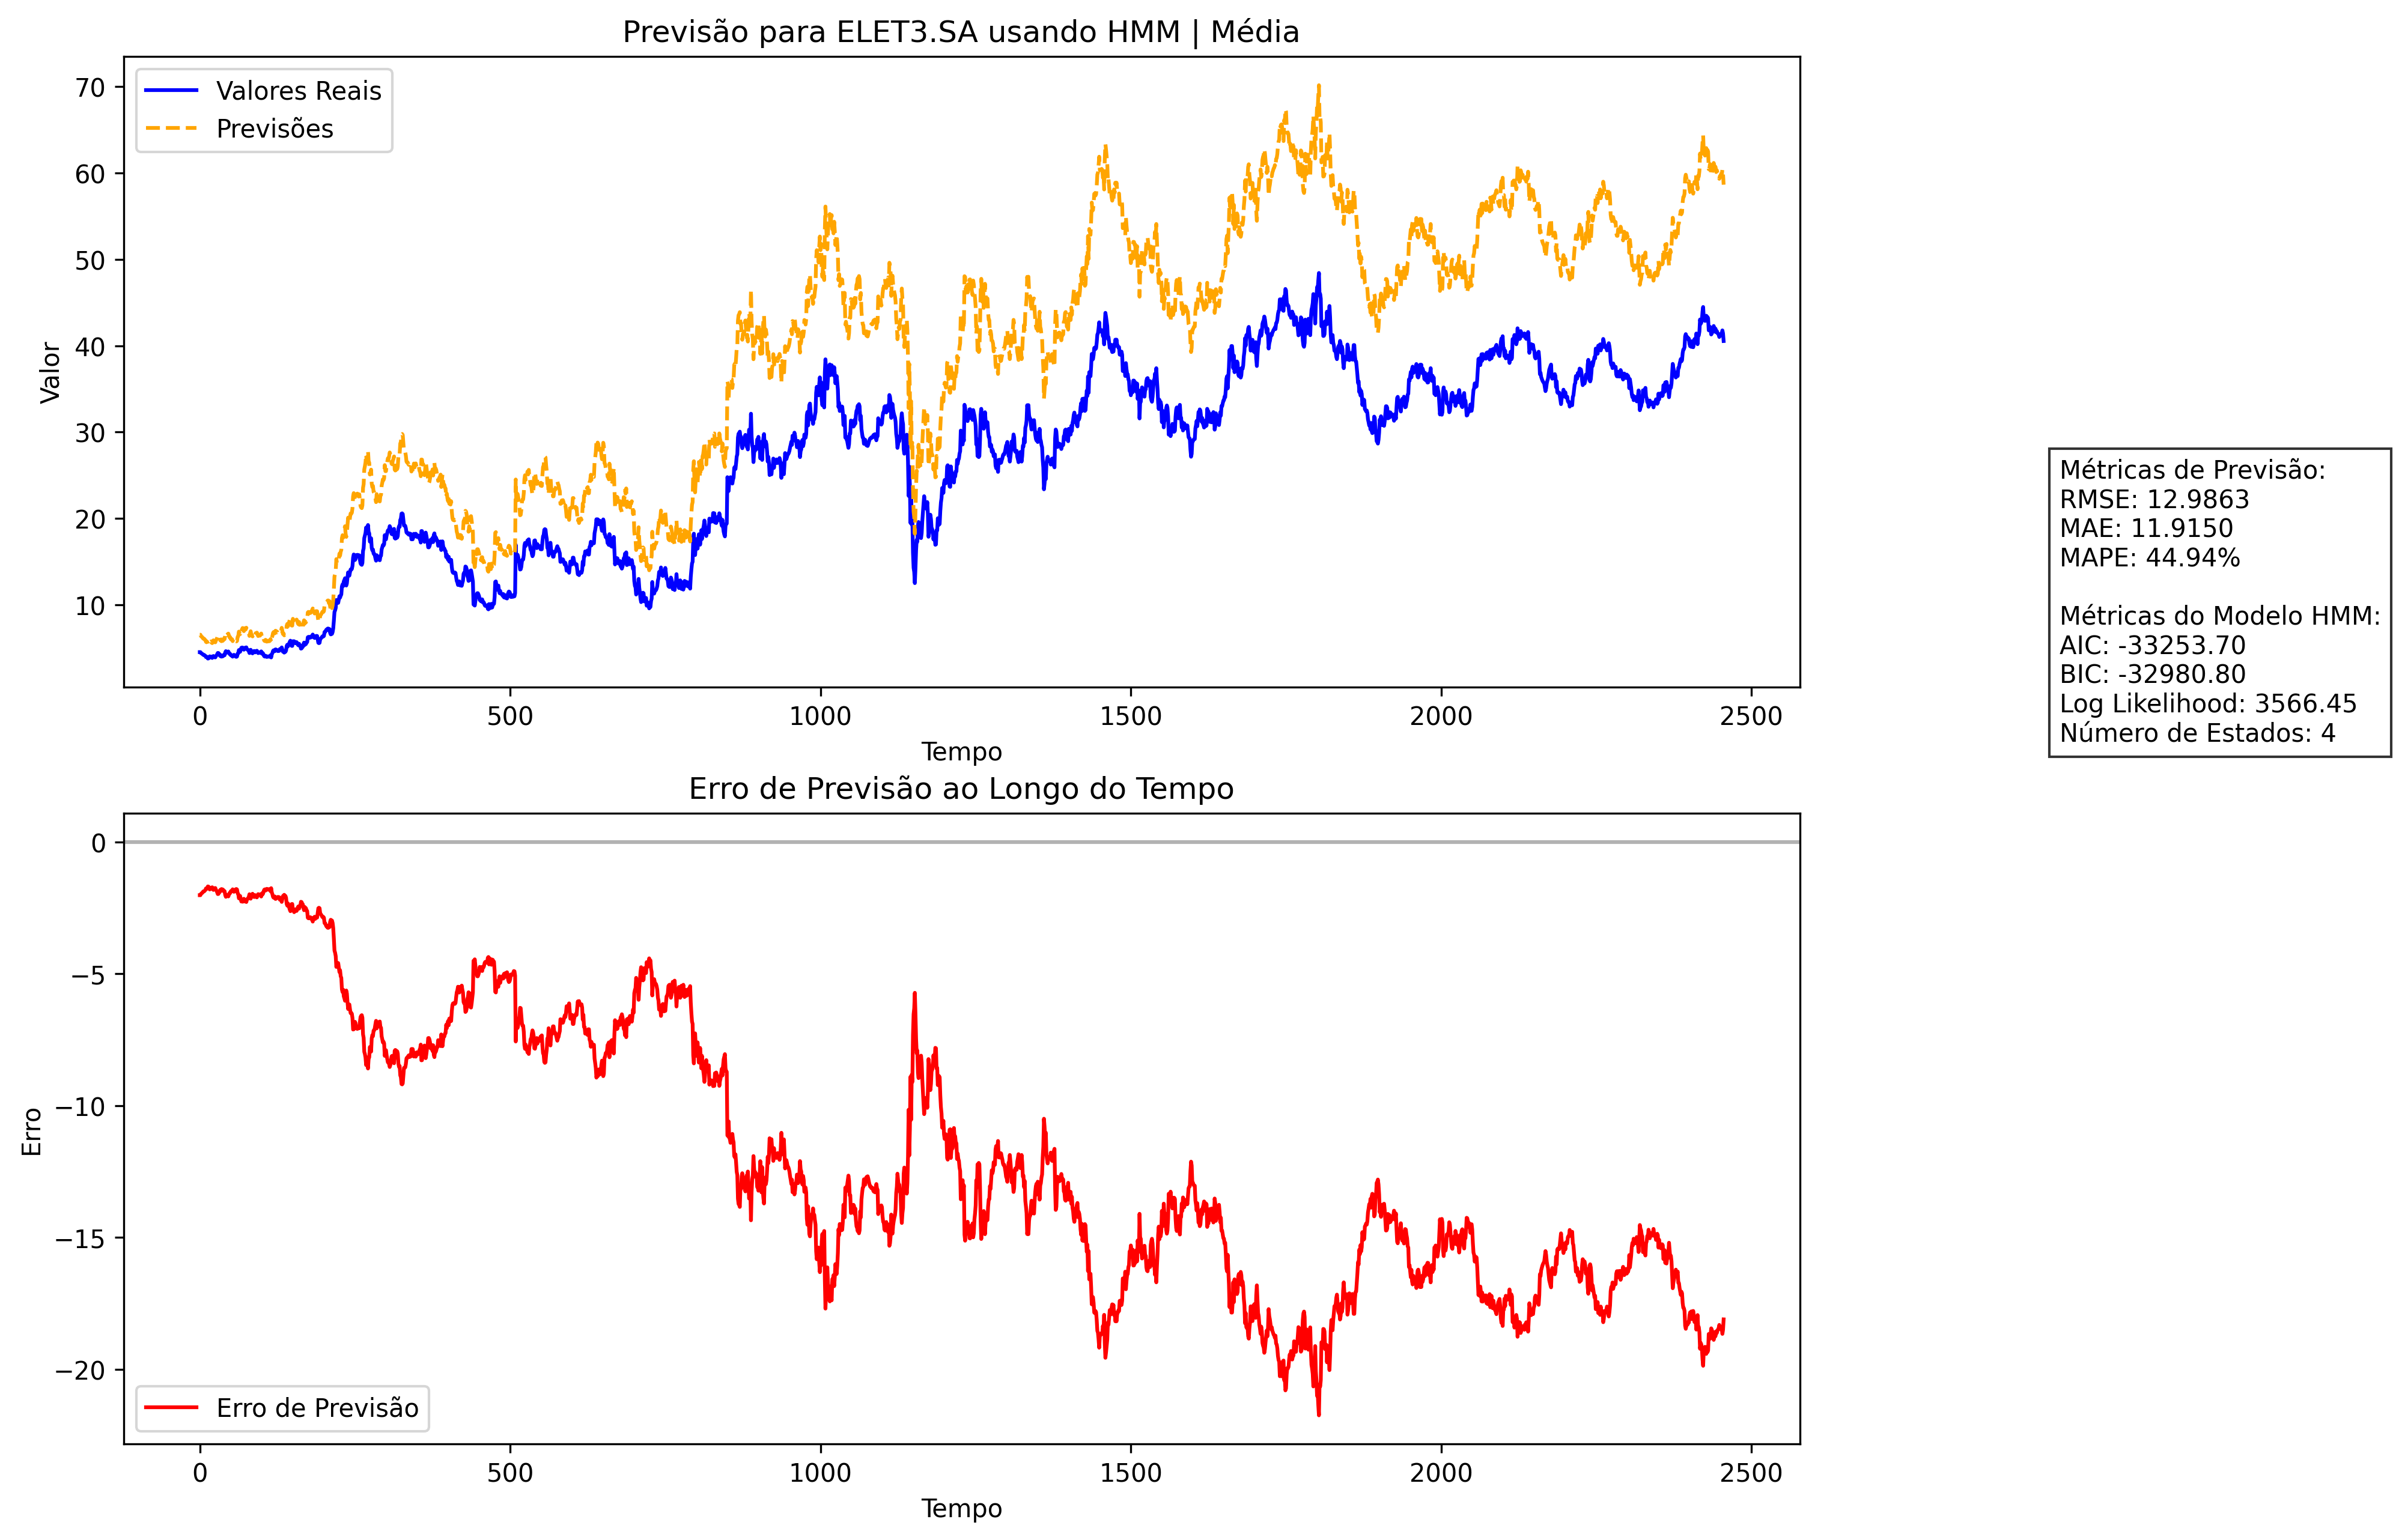 Previsão para ELET3.SA usando HMM | Média
Valores Reais
Previsões
Valor
70
60
50
40
30
20
10
0 500 1000 1500 2000 2500
Tempo
Métricas de Previsão:
RMSE: 12.9863
MAE: 11.9150
MAPE: 44.94%
Métricas do Modelo HMM:
AIC: -33253.70
BIC: -32980.80
Log Likelihood: 3566.45
Número de Estados: 4
Erro de Previsão ao Longo do Tempo
Erro
0
−5
−10
−15
−20
Erro de Previsão
0 500 1000 1500 2000 2500
Tempo